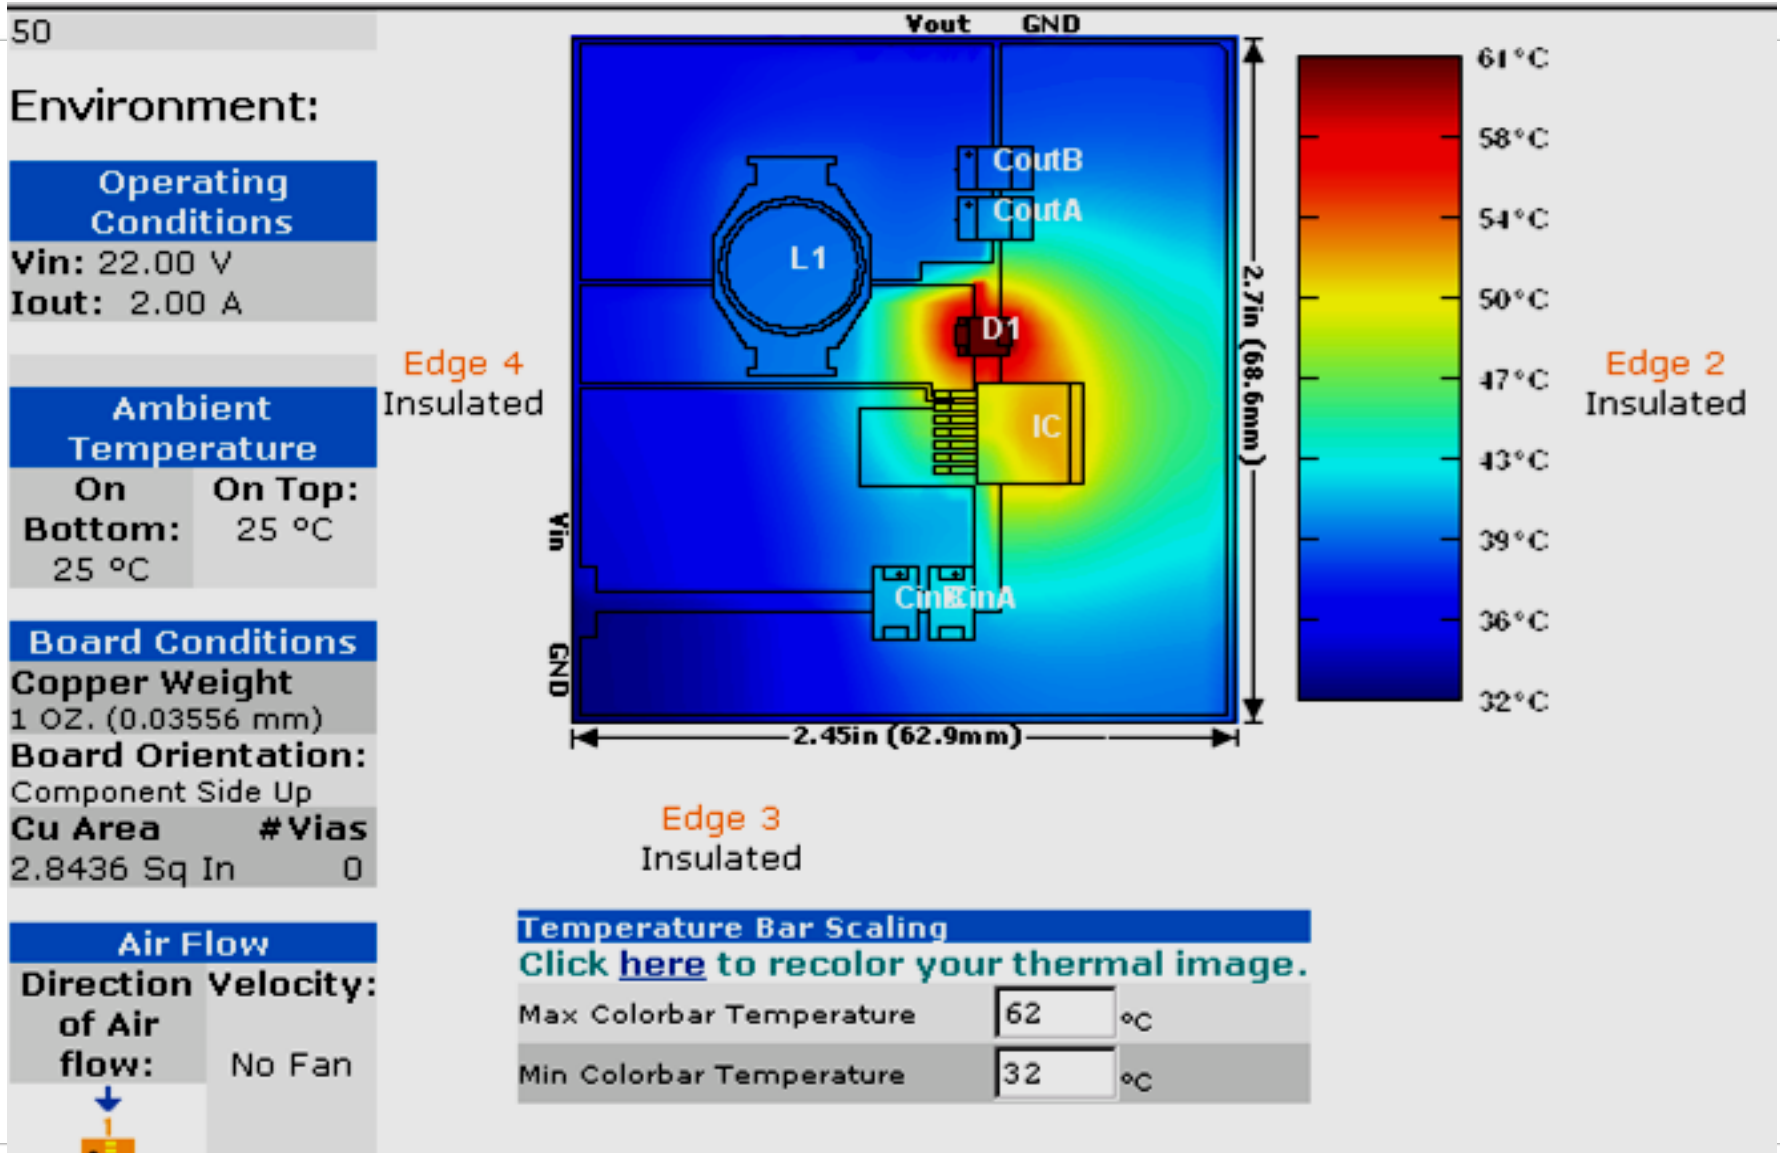 50
Environment:
Operating
Conditions
Vin: 22.00 V
Iout: 2.00 A
Ambient
Temperature
On
Bottom:
25 ºC
On Top:
25 ºC
Board Conditions
Copper Weight
1 OZ. (0.03556 mm)
Board Orientation:
Component Side Up
Cu Area #Vias
2.8436 Sq In 0
Air Flow
Direction
of Air
flow:
Velocity:
No Fan
1
Edge 4
Insulated
Vout GND
CoutB
CoutA
L1
D1
IC
CinA
Vin
GND
2.7in (68.6mm)
2.45in (62.9mm)
61°C
58°C
54°C
50°C
47°C
43°C
39°C
36°C
32°C
Edge 2
Insulated
Edge 3
Insulated
Temperature Bar Scaling
Click here to recolor your thermal image.
Max Colorbar Temperature 62 ºC
Min Colorbar Temperature 32 ºC